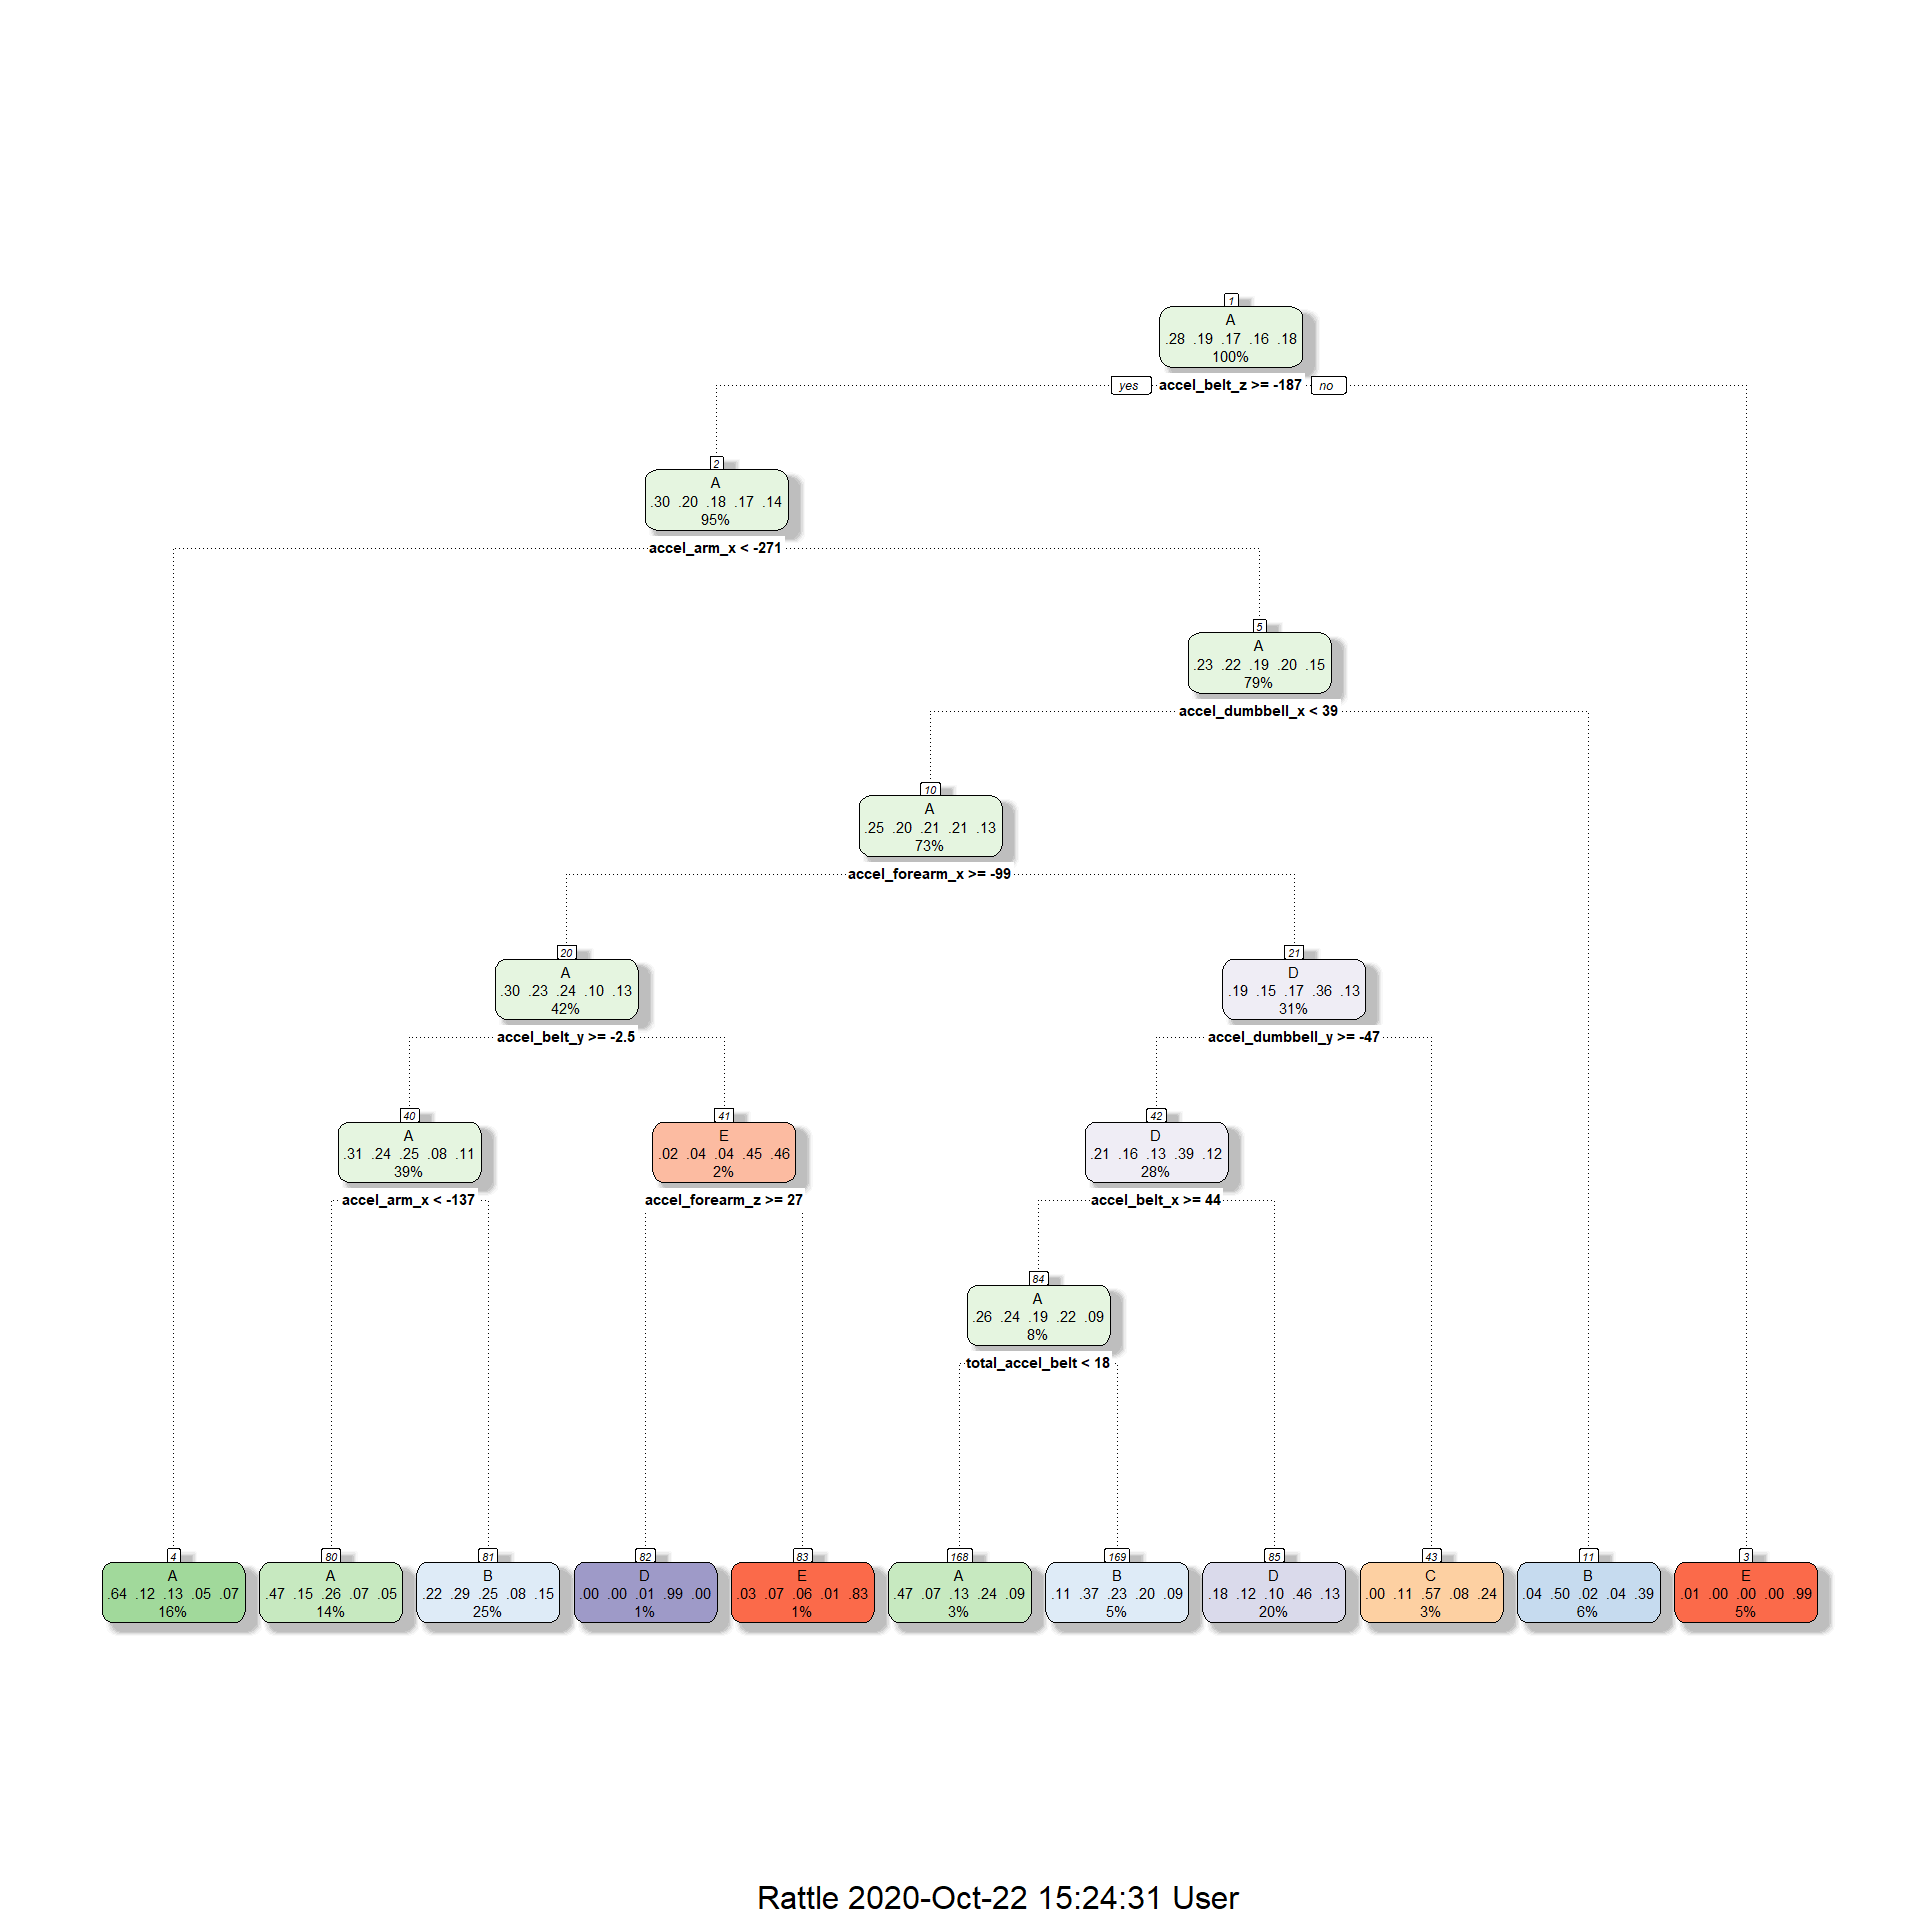 1
A
.28 .19 .17 .16 .18
100%
yes accel_belt_z >= -187 no
2
A
.30 .20 .18 .17 .14
95%
accel_arm_x < -271
5
A
.23 .22 .19 .20 .15
79%
accel_dumbbell_x < 39
10
A
.25 .20 .21 .21 .13
73%
accel_forearm_x >= -99
20
A
.30 .23 .24 .10 .13
42%
accel_belt_y >= -2.5
21
D
.19 .15 .17 .36 .13
31%
accel_dumbbell_y >= -47
40
A
.31 .24 .25 .08 .11
39%
accel_arm_x < -137
41
E
.02 .04 .04 .45 .46
2%
accel_forearm_z >= 27
42
D
.21 .16 .13 .39 .12
28%
accel_belt_x >= 44
84
A
.26 .24 .19 .22 .09
8%
total_accel_belt < 18
4
A
.64 .12 .13 .05 .07
16%
80
A
.47 .15 .26 .07 .05
14%
81
B
.22 .29 .25 .08 .15
25%
82
D
.00 .00 .01 .99 .00
1%
83
E
.03 .07 .06 .01 .83
1%
168
A
.47 .07 .13 .24 .09
3%
169
B
.11 .37 .23 .20 .09
5%
85
D
.18 .12 .10 .46 .13
20%
43
C
.00 .11 .57 .08 .24
3%
11
B
.04 .50 .02 .04 .39
6%
3
E
.01 .00 .00 .00 .99
5%
Rattle 2020-Oct-22 15:24:31 User